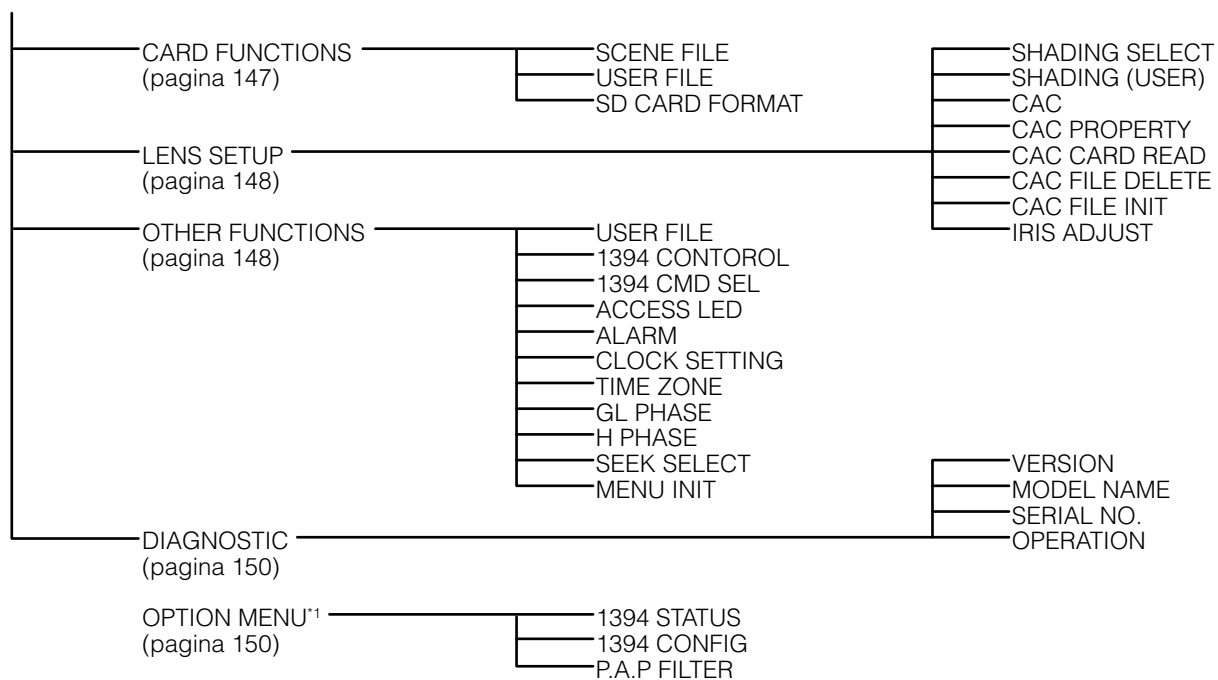 CARD FUNCTIONS
(pagina 147)
SCENE FILE
USER FILE
SD CARD FORMAT
LENS SETUP
(pagina 148)
SHADING SELECT
SHADING (USER)
CAC
CAC PROPERTY
CAC CARD READ
CAC FILE DELETE
CAC FILE INIT
IRIS ADJUST
OTHER FUNCTIONS
(pagina 148)
USER FILE
1394 CONTOROL
1394 CMD SEL
ACCESS LED
ALARM
CLOCK SETTING
TIME ZONE
GL PHASE
H PHASE
SEEK SELECT
MENU INIT
DIAGNOSTIC
(pagina 150)
VERSION
MODEL NAME
SERIAL NO.
OPERATION
OPTION MENU*1
(pagina 150)
1394 STATUS
1394 CONFIG
P.A.P FILTER